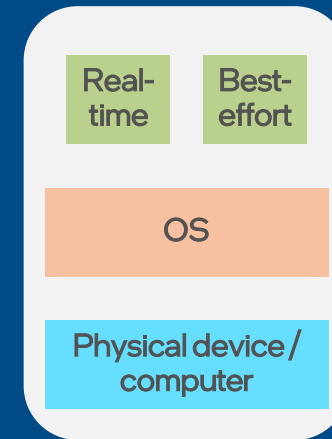 Real-
time
Best-
effort
OS
Physical device /
computer